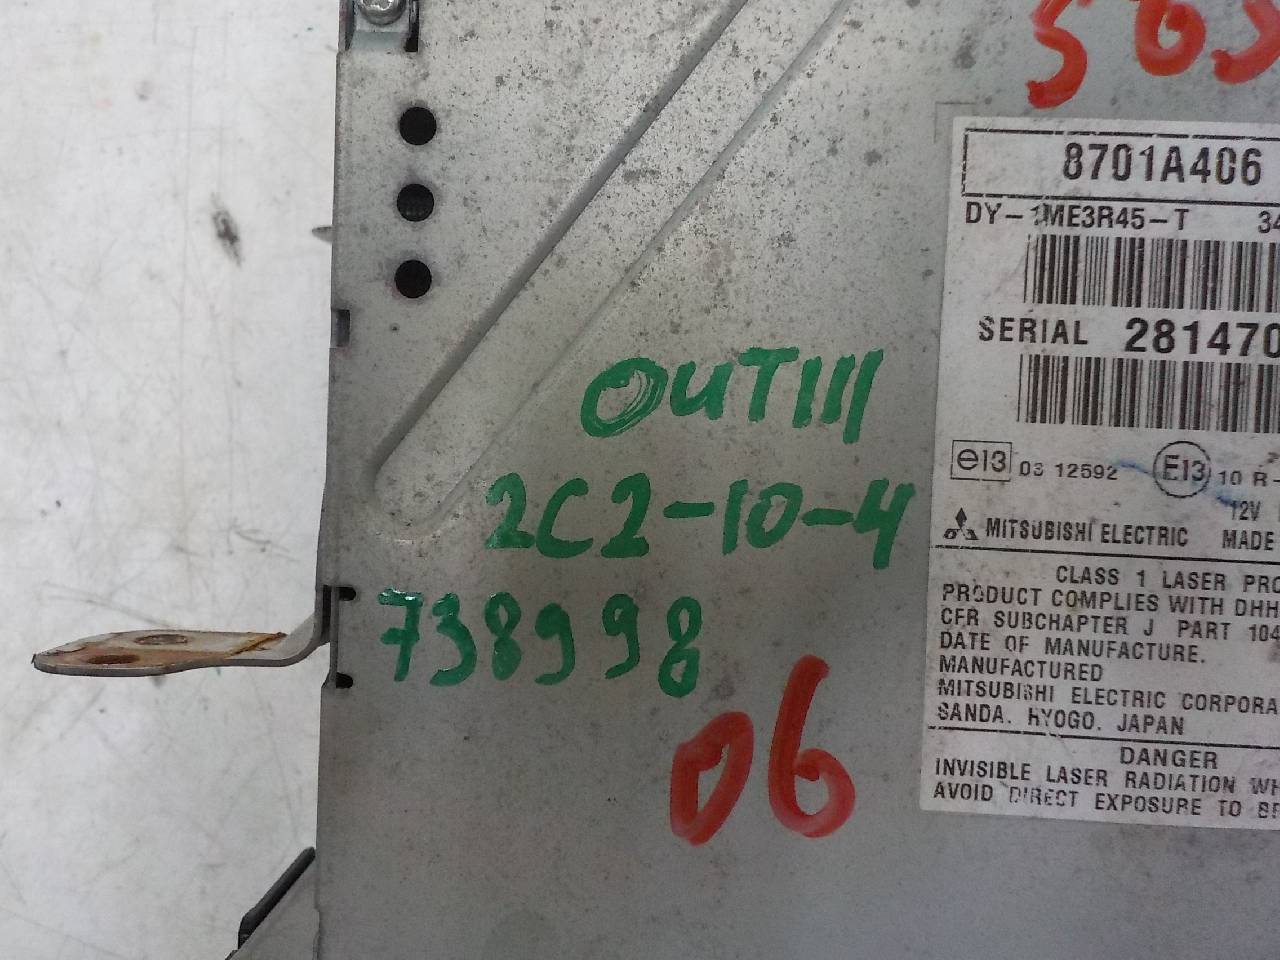 563
8701A406
DY-1ME3R45-T 34
SERIAL 281470
OUTIII
2C2-10-4
e13 03 12592 E13 10 R-
12V
MITSUBISHI ELECTRIC MADE
738998
CLASS 1 LASER PRO
PRODUCT COMPLIES WITH DHH
CFR SUBCHAPTER J PART 104
DATE OF MANUFACTURE.
MANUFACTURED
MITSUBISHI ELECTRIC CORPORA
SANDA. HYOGO. JAPAN
06
DANGER
INVISIBLE LASER RADIATION WH
AVOID DIRECT EXPOSURE TO BE